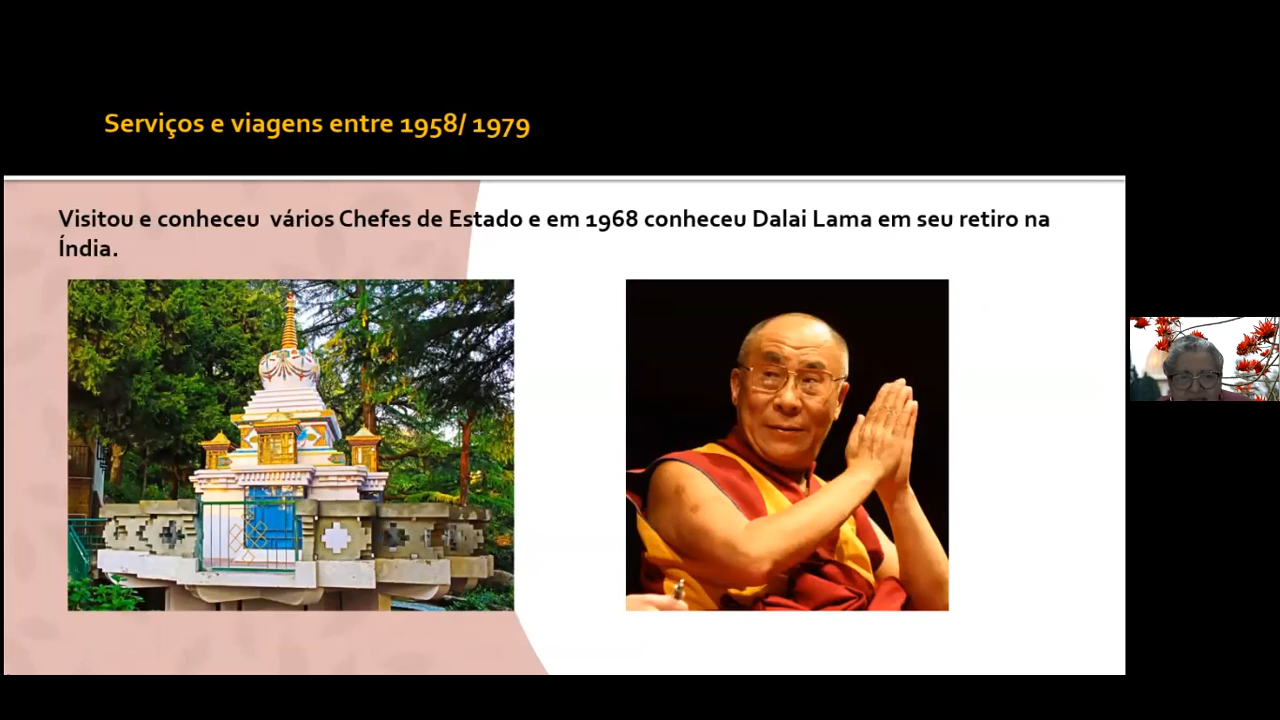 Serviços e viagens entre 1958/ 1979
Visitou e conheceu  vários Chefes de Estado e em 1968 conheceu Dalai Lama em seu retiro na
Índia.